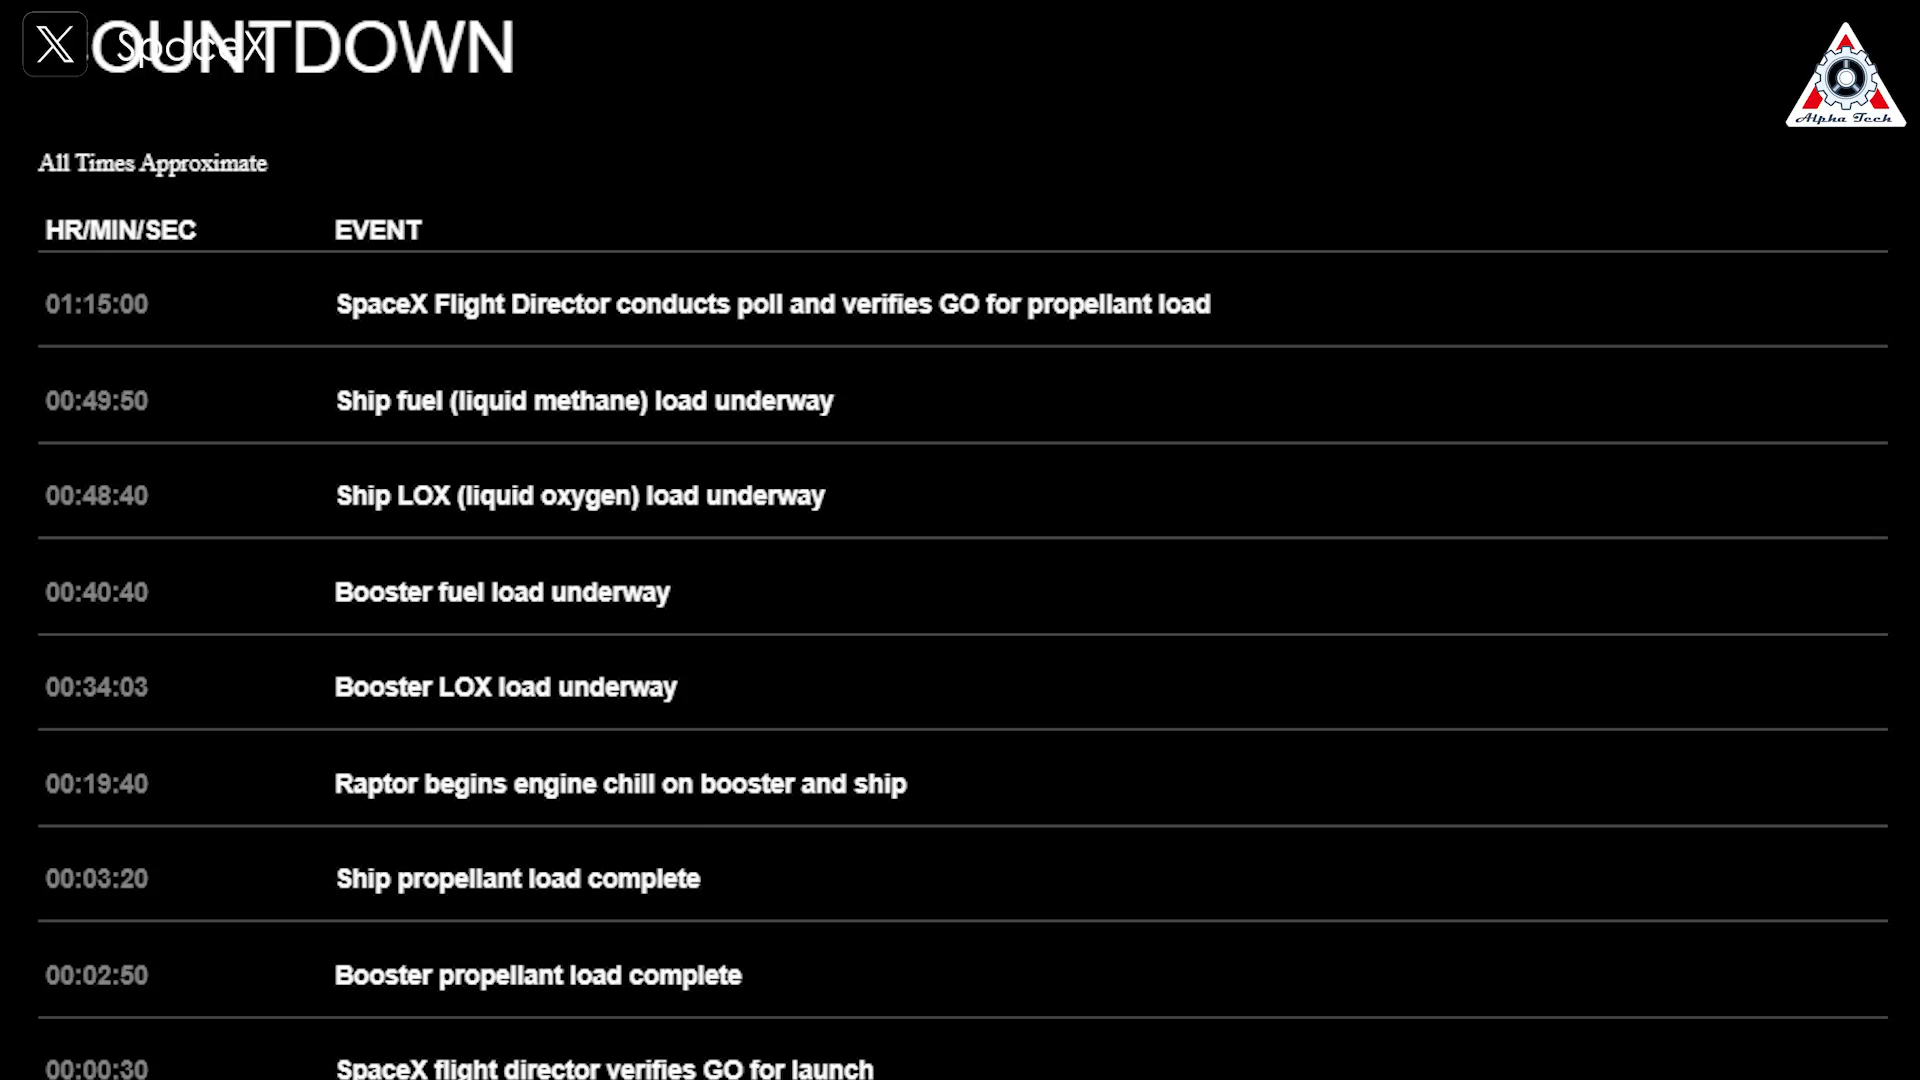 COUNTDOWN
SpaceX
Alpha Tech
All Times Approximate
HR/MIN/SEC EVENT
01:15:00 SpaceX Flight Director conducts poll and verifies GO for propellant load
00:49:50 Ship fuel (liquid methane) load underway
00:48:40 Ship LOX (liquid oxygen) load underway
00:40:40 Booster fuel load underway
00:34:03 Booster LOX load underway
00:19:40 Raptor begins engine chill on booster and ship
00:03:20 Ship propellant load complete
00:02:50 Booster propellant load complete
00:00:30 SpaceX flight director verifies GO for launch